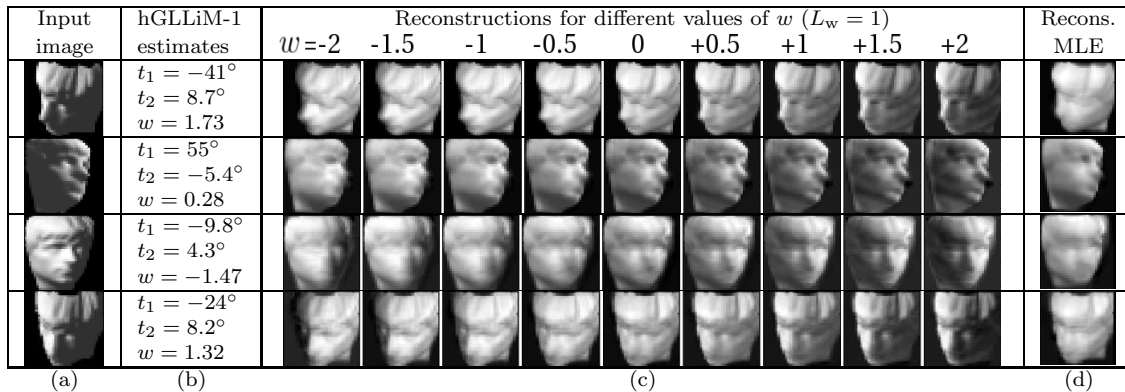 Input hGLLiM-1 Reconstructions for different values of w (L_w = 1) Recons.
image estimates w =-2 -1.5 -1 -0.5 0 +0.5 +1 +1.5 +2 MLE
t₁ = −41°
t₂ = 8.7°
w = 1.73
t₁ = 55°
t₂ = −5.4°
w = 0.28
t₁ = −9.8°
t₂ = 4.3°
w = −1.47
t₁ = −24°
t₂ = 8.2°
w = 1.32
(a) (b) (c) (d)